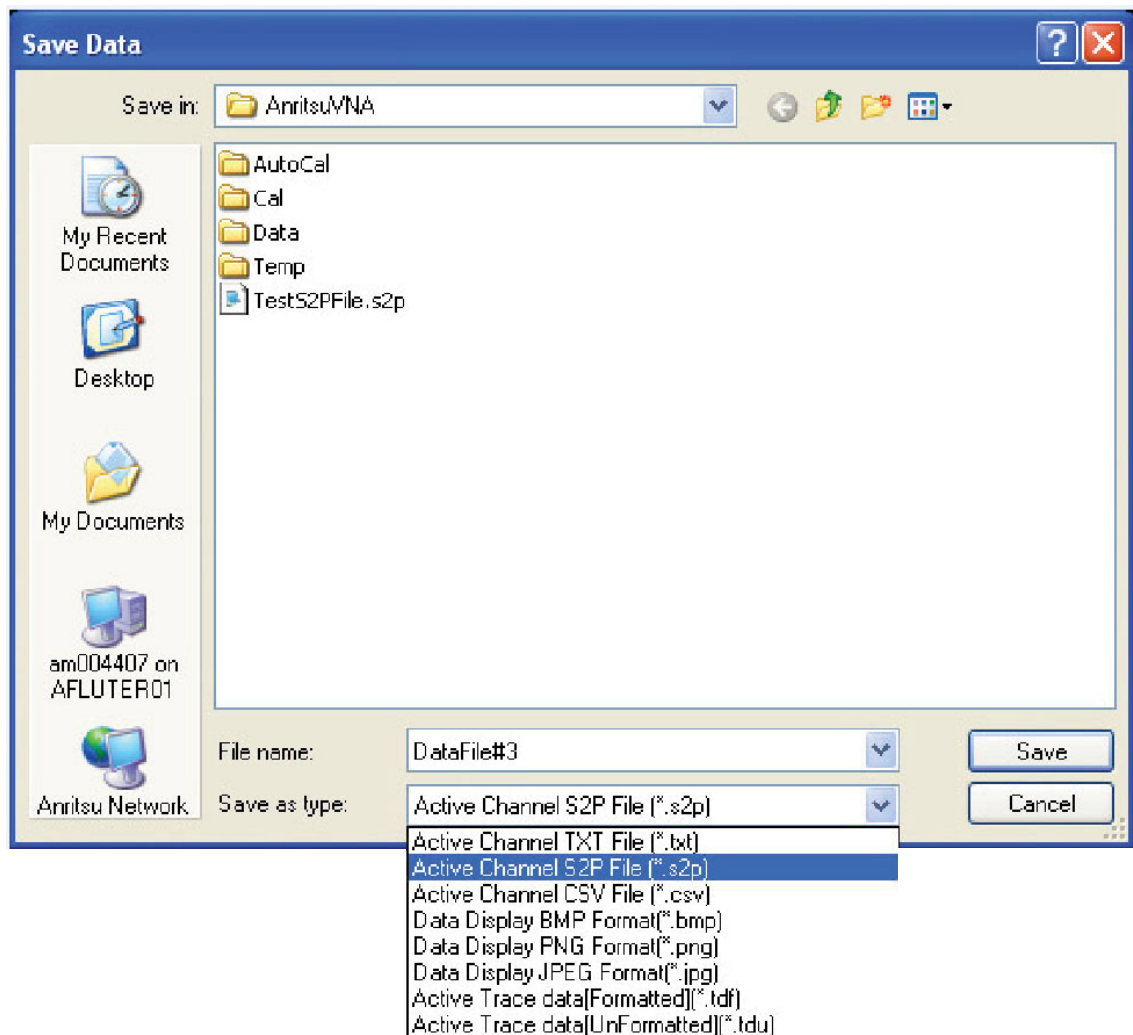 Save Data
Save in:
AnritsuVNA
AutoCal
Cal
Data
Temp
TestS2PFile.s2p
My Recent
Documents
Desktop
My Documents
am004407 on
AFLUTER01
Anritsu Network
File name:
DataFile#3
Save
Save as type:
Active Channel S2P File (*.s2p)
Cancel
Active Channel TXT File (*.txt)
Active Channel S2P File (*.s2p)
Active Channel CSV File (*.csv)
Data Display BMP Format(*.bmp)
Data Display PNG Format(*.png)
Data Display JPEG Format(*.jpg)
Active Trace data[Formatted](*.tdf)
Active Trace data[UnFormatted](*.tdu)